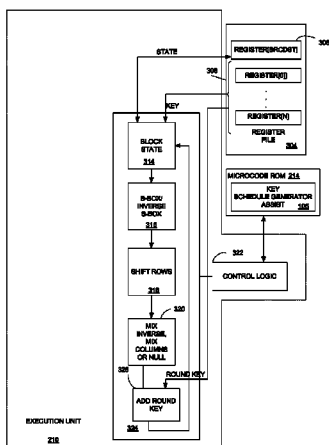 STATE
REGISTER[SRCDST]
306
308
REGISTER[0]
REGISTER[N]
REGISTER
FILE
304
KEY
BLOCK
STATE
314
S-BOX/
INVERSE
S-BOX
316
SHIFT ROWS
318
320
MIX
INVERSE,
MIX
COLUMNS
OR NULL
326
ROUND KEY
ADD ROUND
KEY
324
MICROCODE ROM 214
KEY
SCHEDULE GENERATOR
ASSIST
322
CONTROL LOGIC
EXECUTION UNIT
210